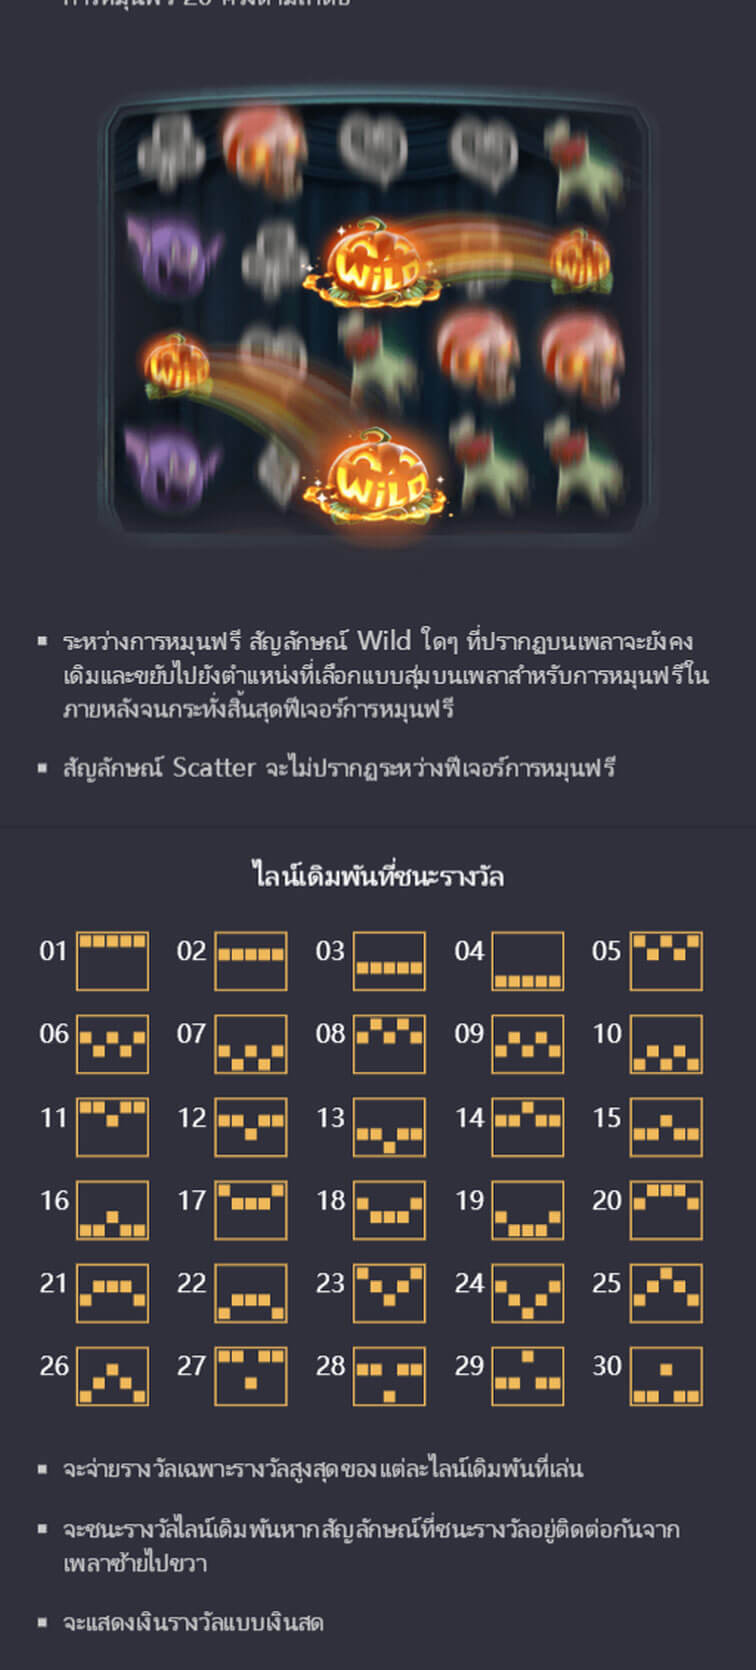 WiLD
WiLD
WiLD
WiLD
ระหว่างการหมุนฟรี สัญลักษณ์ Wild ใดๆ ที่ปรากฏบนเพลาจะยังคง
เดิมและขยับไปยังตำแหน่งที่เลือกแบบสุ่มบนเพลาสำหรับการหมุนฟรีใน
ภายหลังจนกระทั่งสิ้นสุดฟีเจอร์การหมุนฟรี
สัญลักษณ์ Scatter จะไม่ปรากฏระหว่างฟีเจอร์การหมุนฟรี
ไลน์เดิมพันที่ชนะรางวัล
01 02 03 04 05
06 07 08 09 10
11 12 13 14 15
16 17 18 19 20
21 22 23 24 25
26 27 28 29 30
จะจ่ายรางวัลเฉพาะรางวัลสูงสุดของแต่ละไลน์เดิมพันที่เล่น
จะชนะรางวัลไลน์เดิมพันหากสัญลักษณ์ที่ชนะรางวัลอยู่ติดต่อกันจาก
เพลาซ้ายไปขวา
จะแสดงเงินรางวัลแบบเงินสด